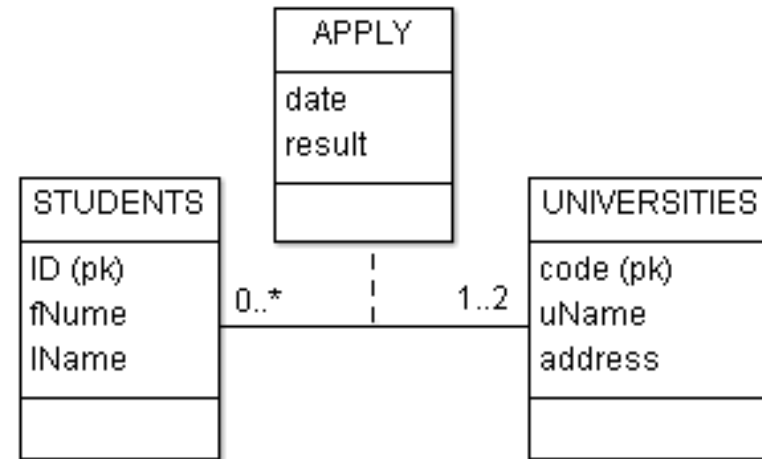 APPLY
date
result
STUDENTS
ID (pk)
fNume
lName
0..*
1..2
UNIVERSITIES
code (pk)
uName
address